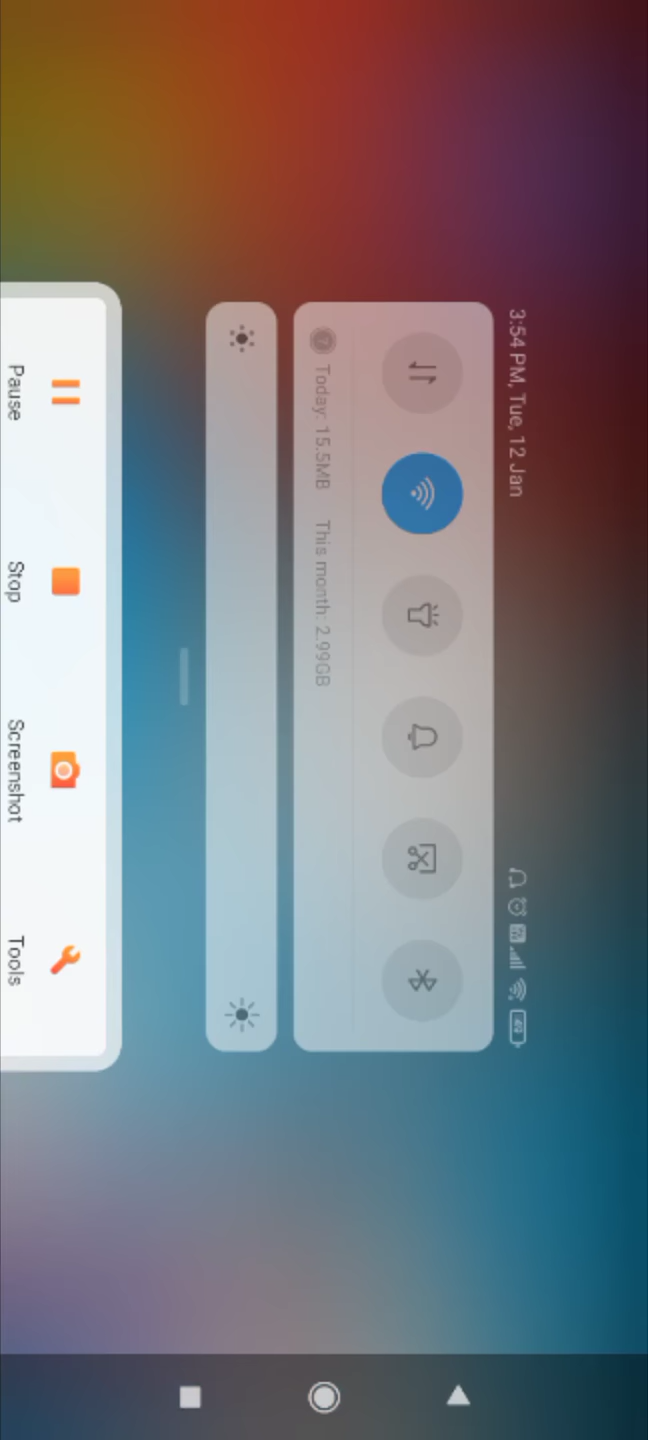 3:54 PM, Tue, 12 Jan
Today: 15.5MB This month: 2.99GB
Pause Stop Screenshot Tools